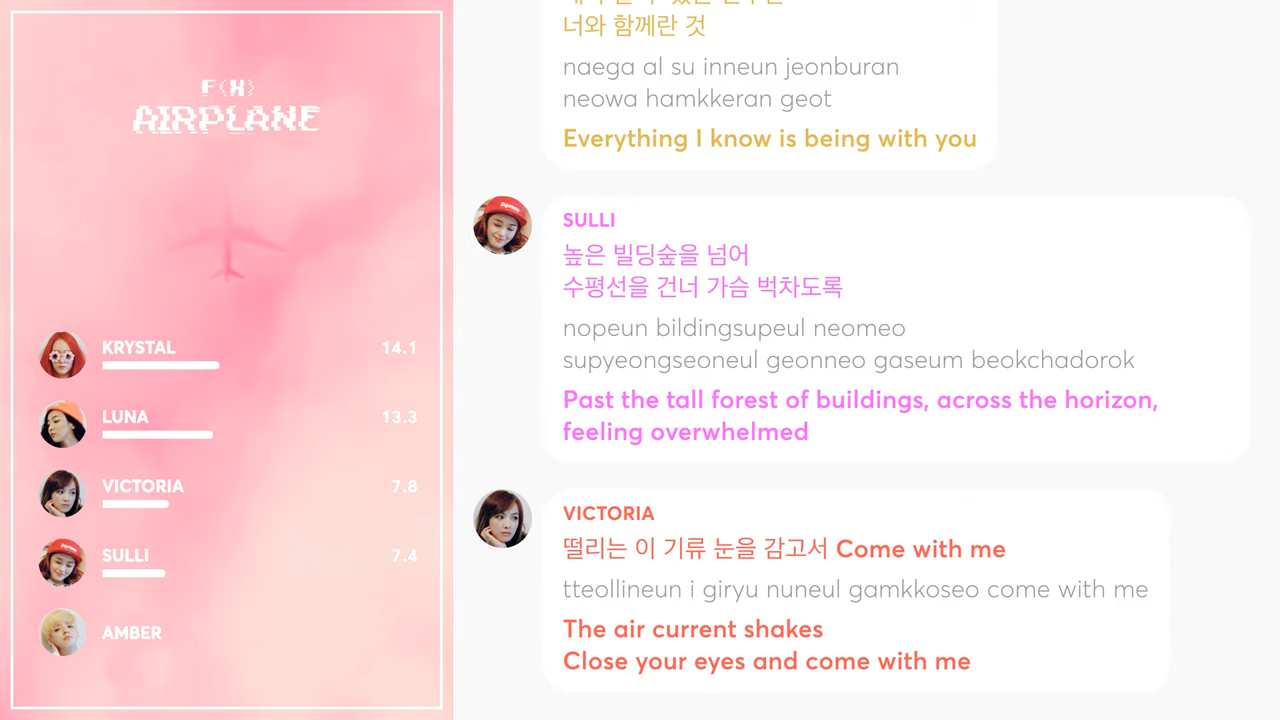 F(X)
AIRPLANE
KRYSTAL 14.1
LUNA 13.3
VICTORIA 7.8
SULLI 7.4
AMBER
너와 함께란 것
naega al su inneun jeonburan
neowa hamkkeran geot
Everything I know is being with you
SULLI
높은 빌딩숲을 넘어
수평선을 건너 가슴 벅차도록
nopeun bildingsupeul neomeo
supyeongseoneul geonneo gaseum beokchadorok
Past the tall forest of buildings, across the horizon,
feeling overwhelmed
VICTORIA
떨리는 이 기류 눈을 감고서 Come with me
tteollineun i giryu nuneul gamkkoseo come with me
The air current shakes
Close your eyes and come with me